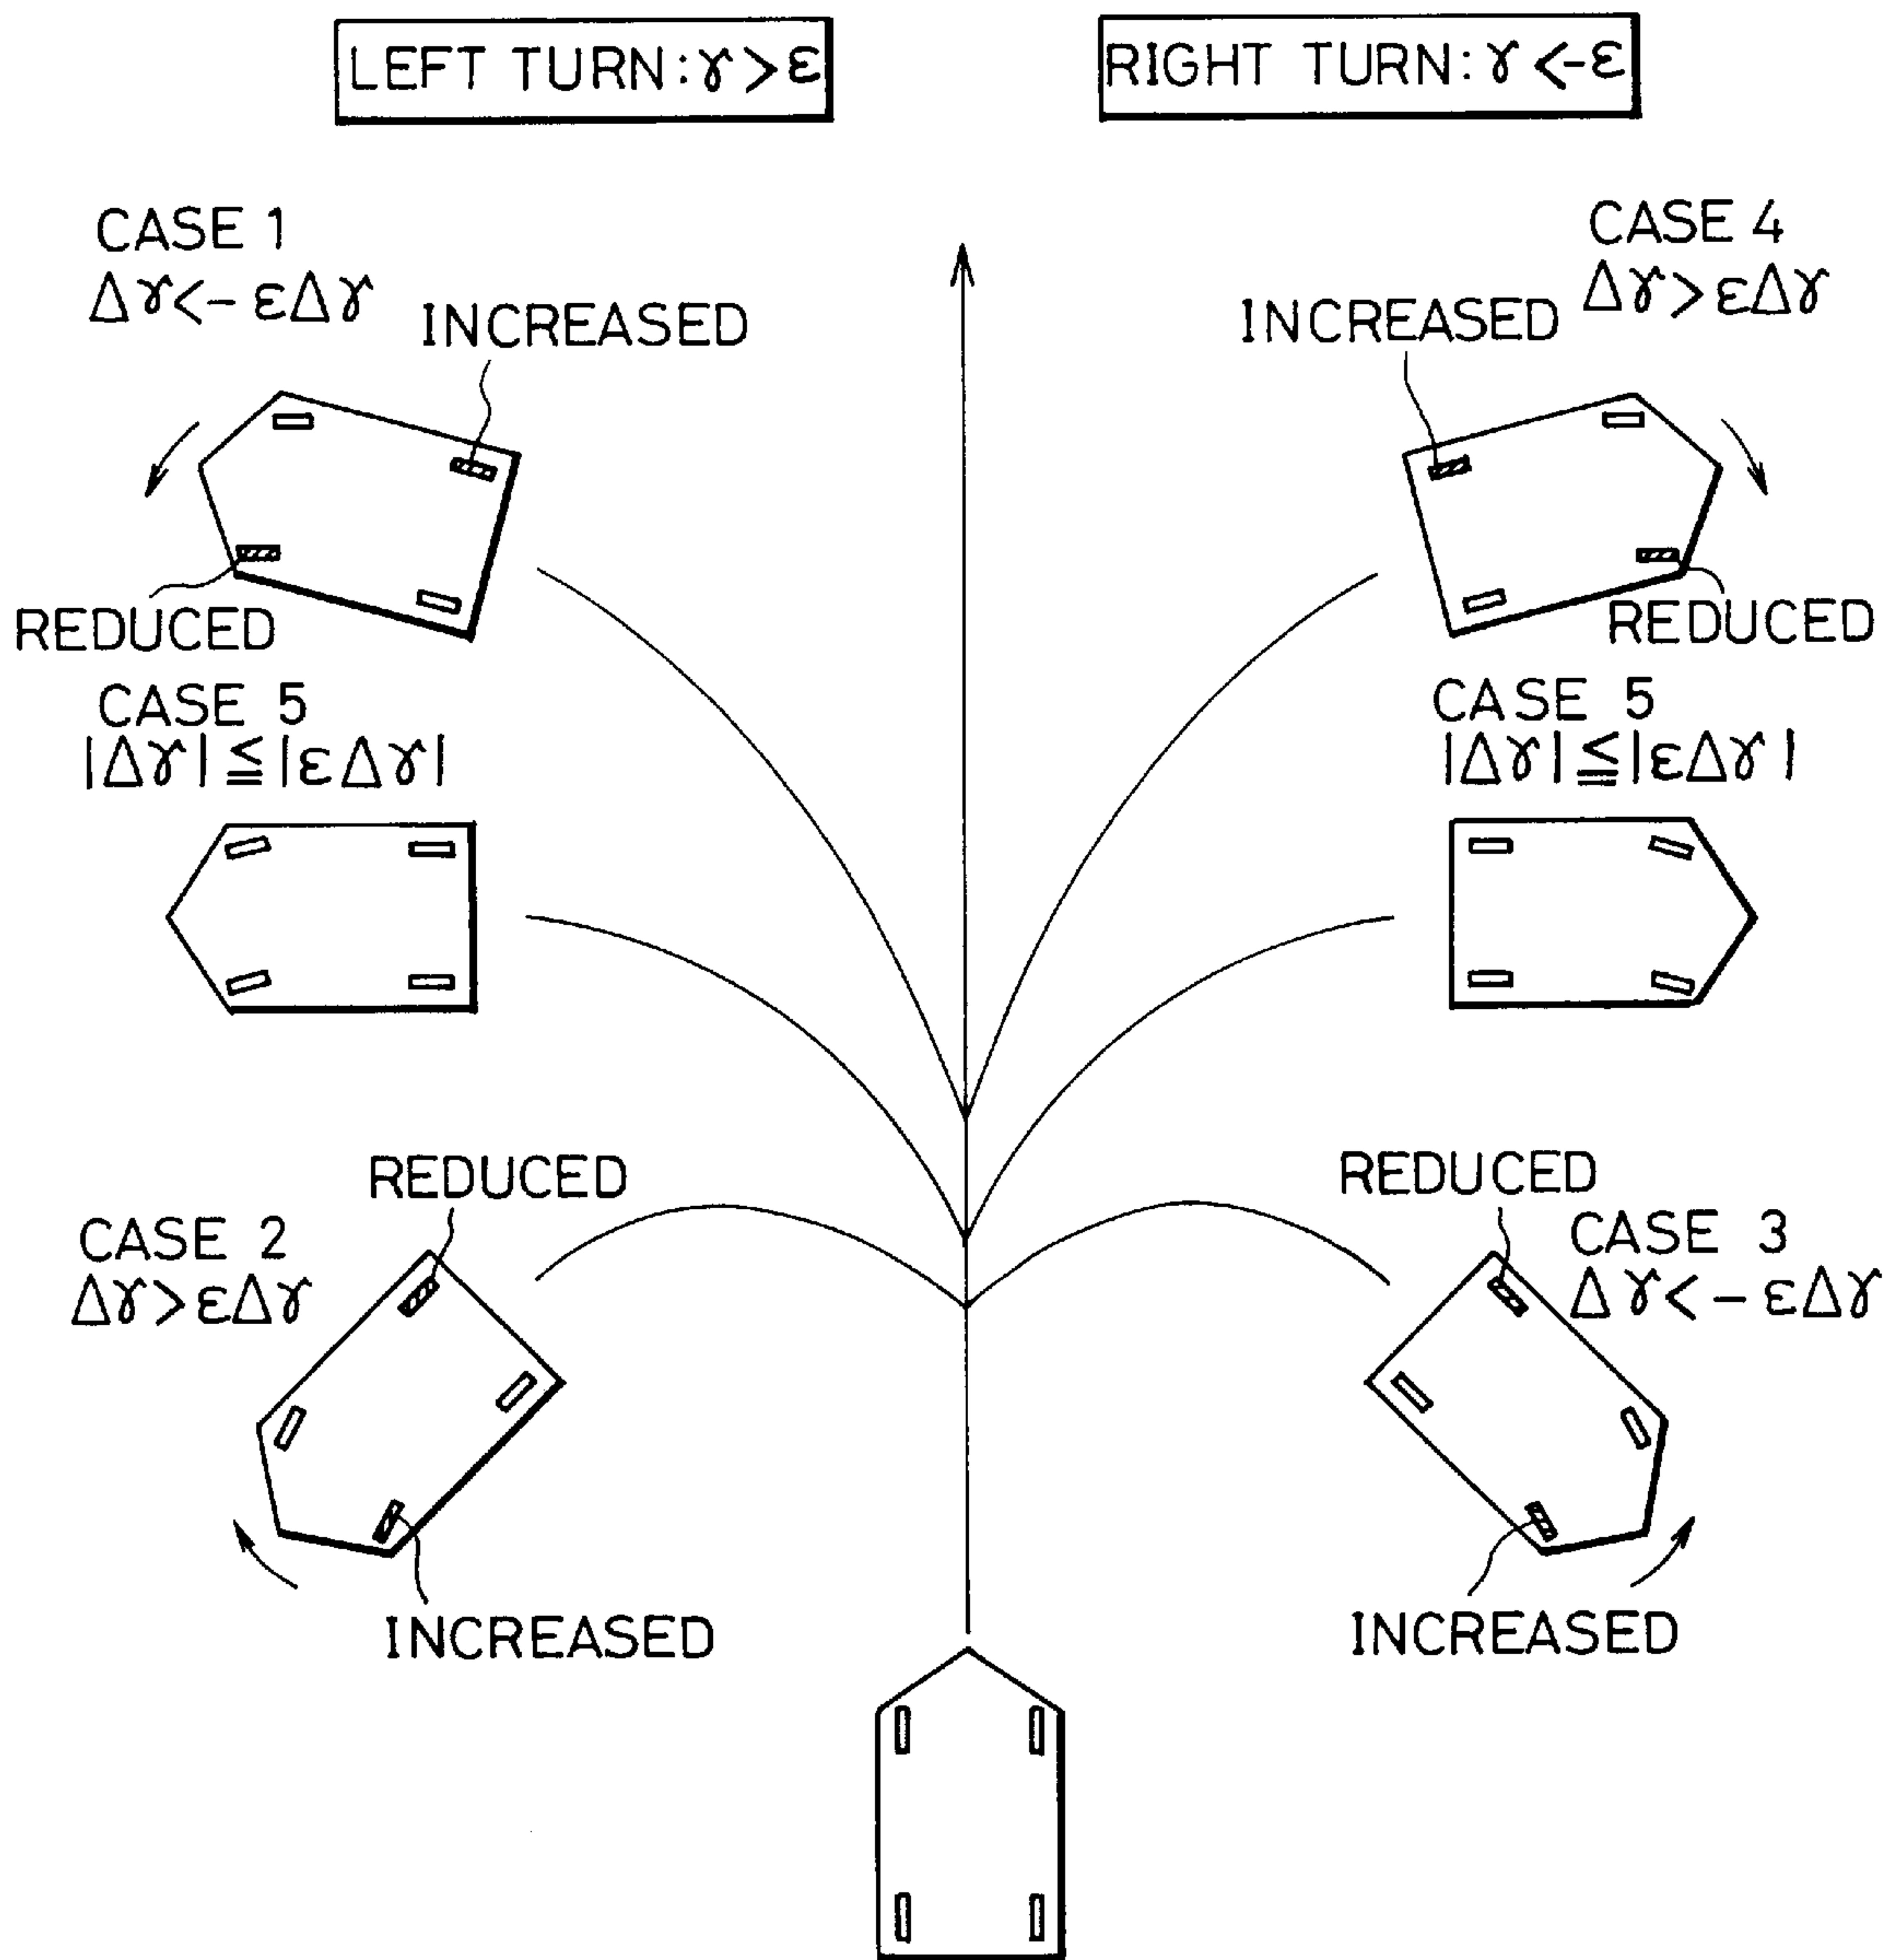 LEFT TURN: γ>ε
RIGHT TURN: γ<-ε
CASE 1
Δγ<-εΔγ
INCREASED
REDUCED
CASE 4
Δγ>εΔγ
INCREASED
REDUCED
CASE 5
|Δγ|≦|εΔγ|
CASE 5
|Δγ|≦|εΔγ|
REDUCED
CASE 2
Δγ>εΔγ
INCREASED
REDUCED
CASE 3
Δγ<-εΔγ
INCREASED